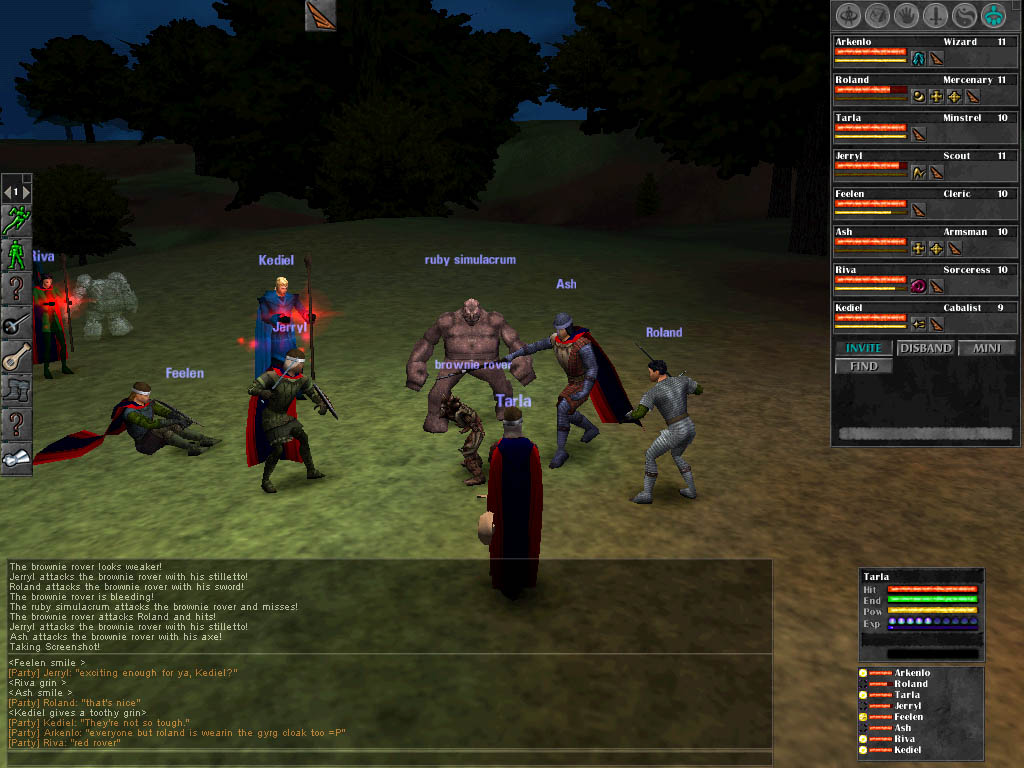 Arkenlo Wizard 11
Roland Mercenary 11
Tarla Minstrel 10
Jerryl Scout 11
Feelen Cleric 10
Ash Armsman 10
Riva Sorceress 10
Kediel Cabalist 9
INVITE DISBAND MINI
FIND
1
Riva
Kediel
ruby simulacrum
Ash
Jerryl
Roland
Feelen
brownie rover
Tarla
The brownie rover looks weaker!
Jerryl attacks the brownie rover with his stilletto!
Roland attacks the brownie rover with his sword!
The brownie rover is bleeding!
The ruby simulacrum attacks the brownie rover and misses!
The brownie rover attacks Roland and hits!
Jerryl attacks the brownie rover with his stilletto!
Ash attacks the brownie rover with his axe!
Taking Screenshot!
<Feelen smile >
[Party] Jerryl: "exciting enough for ya, Kediel?"
<Riva grin >
<Ash smile >
[Party] Roland: "that's nice"
<Kediel gives a toothy grin>
[Party] Kediel: "They're not so tough."
[Party] Arkenlo: "everyone but roland is wearin the gyrg cloak too =P"
[Party] Riva: "red rover"
Tarla
Hit
End
Pow
Exp
Arkenlo
Roland
Tarla
Jerryl
Feelen
Ash
Riva
Kediel